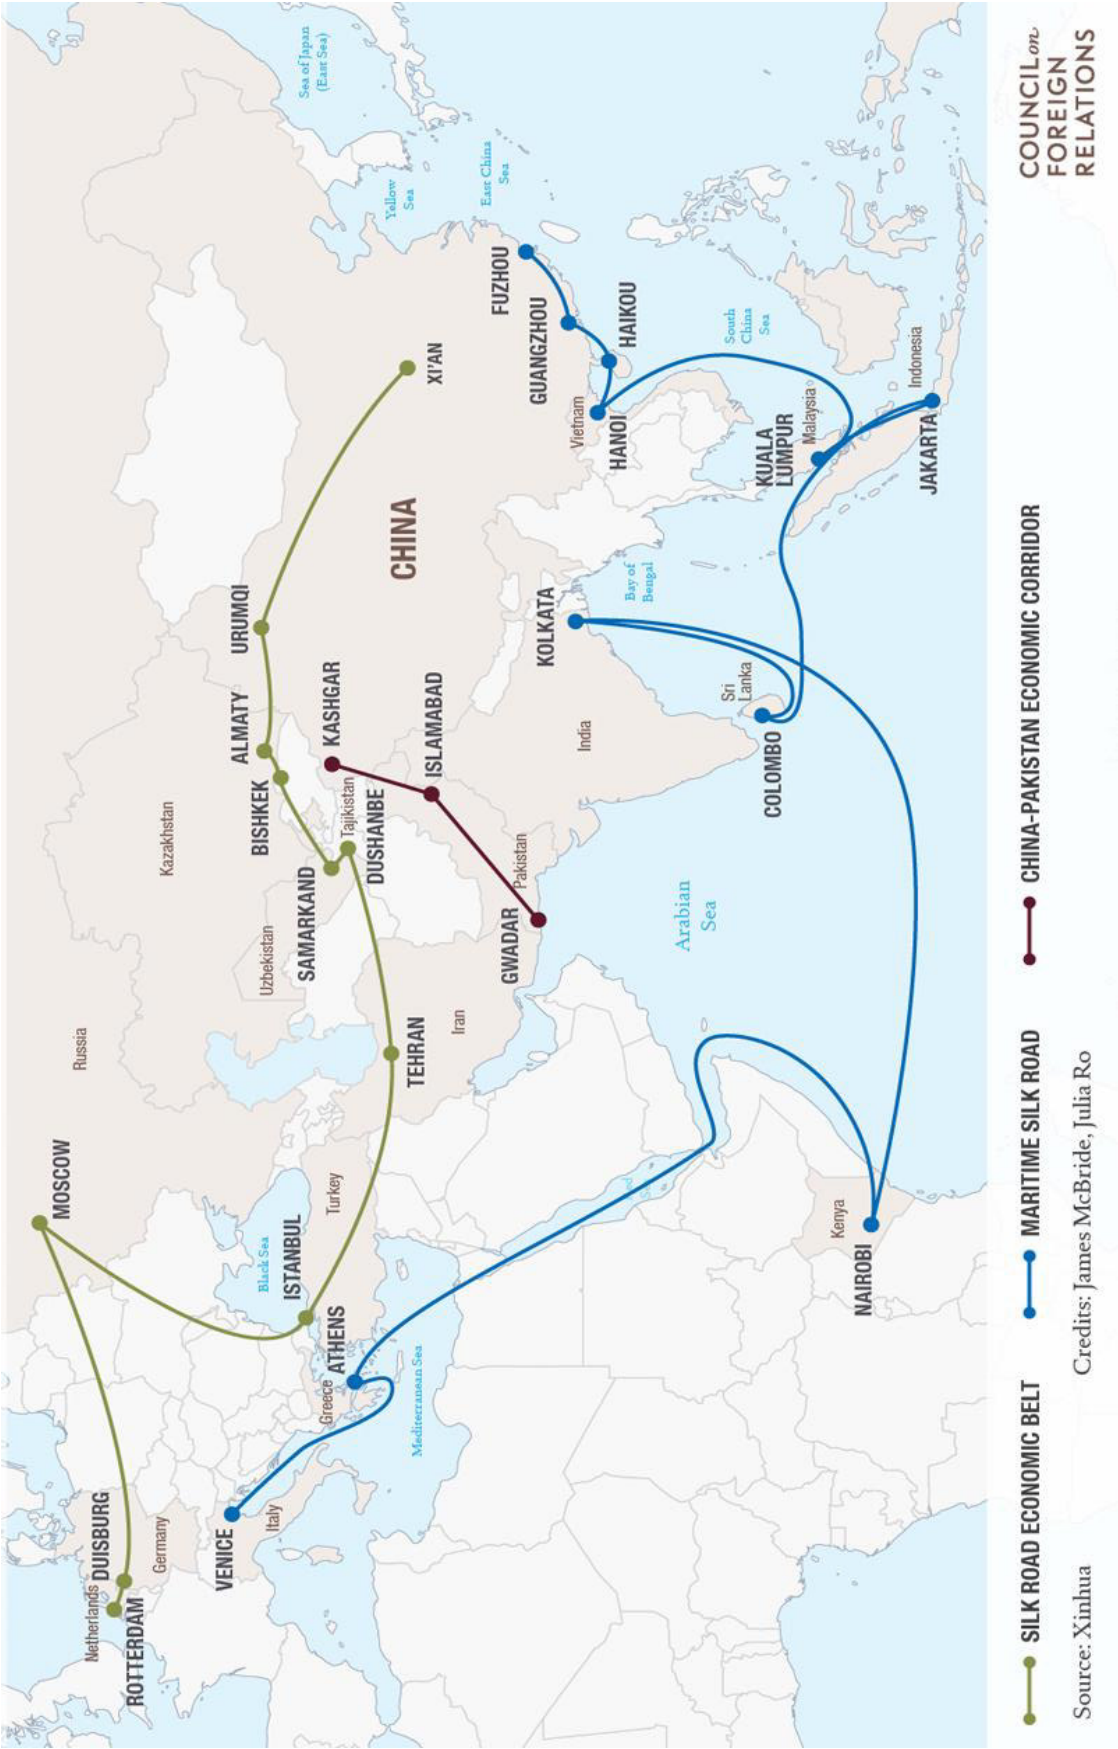 Sea of Japan
(East Sea)
Yellow
Sea
East China
Sea
South
China
Sea
Bay of
Bengal
Arabian
Sea
Black Sea
Mediterranean Sea
Russia
Kazakhstan
Uzbekistan
Tajikistan
Pakistan
Iran
Turkey
Greece
Italy
Germany
Netherlands
Kenya
India
Sri
Lanka
Vietnam
Malaysia
Indonesia
CHINA
MOSCOW
DUISBURG
ROTTERDAM
VENICE
ATHENS
ISTANBUL
TEHRAN
DUSHANBE
SAMARKAND
BISHKEK
ALMATY
URUMQI
XI'AN
KASHGAR
ISLAMABAD
GWADAR
KOLKATA
COLOMBO
NAIROBI
FUZHOU
GUANGZHOU
HAIKOU
HANOI
KUALA
LUMPUR
JAKARTA
SILK ROAD ECONOMIC BELT
MARITIME SILK ROAD
CHINA-PAKISTAN ECONOMIC CORRIDOR
Source: Xinhua
Credits: James McBride, Julia Ro
COUNCIL on
FOREIGN
RELATIONS